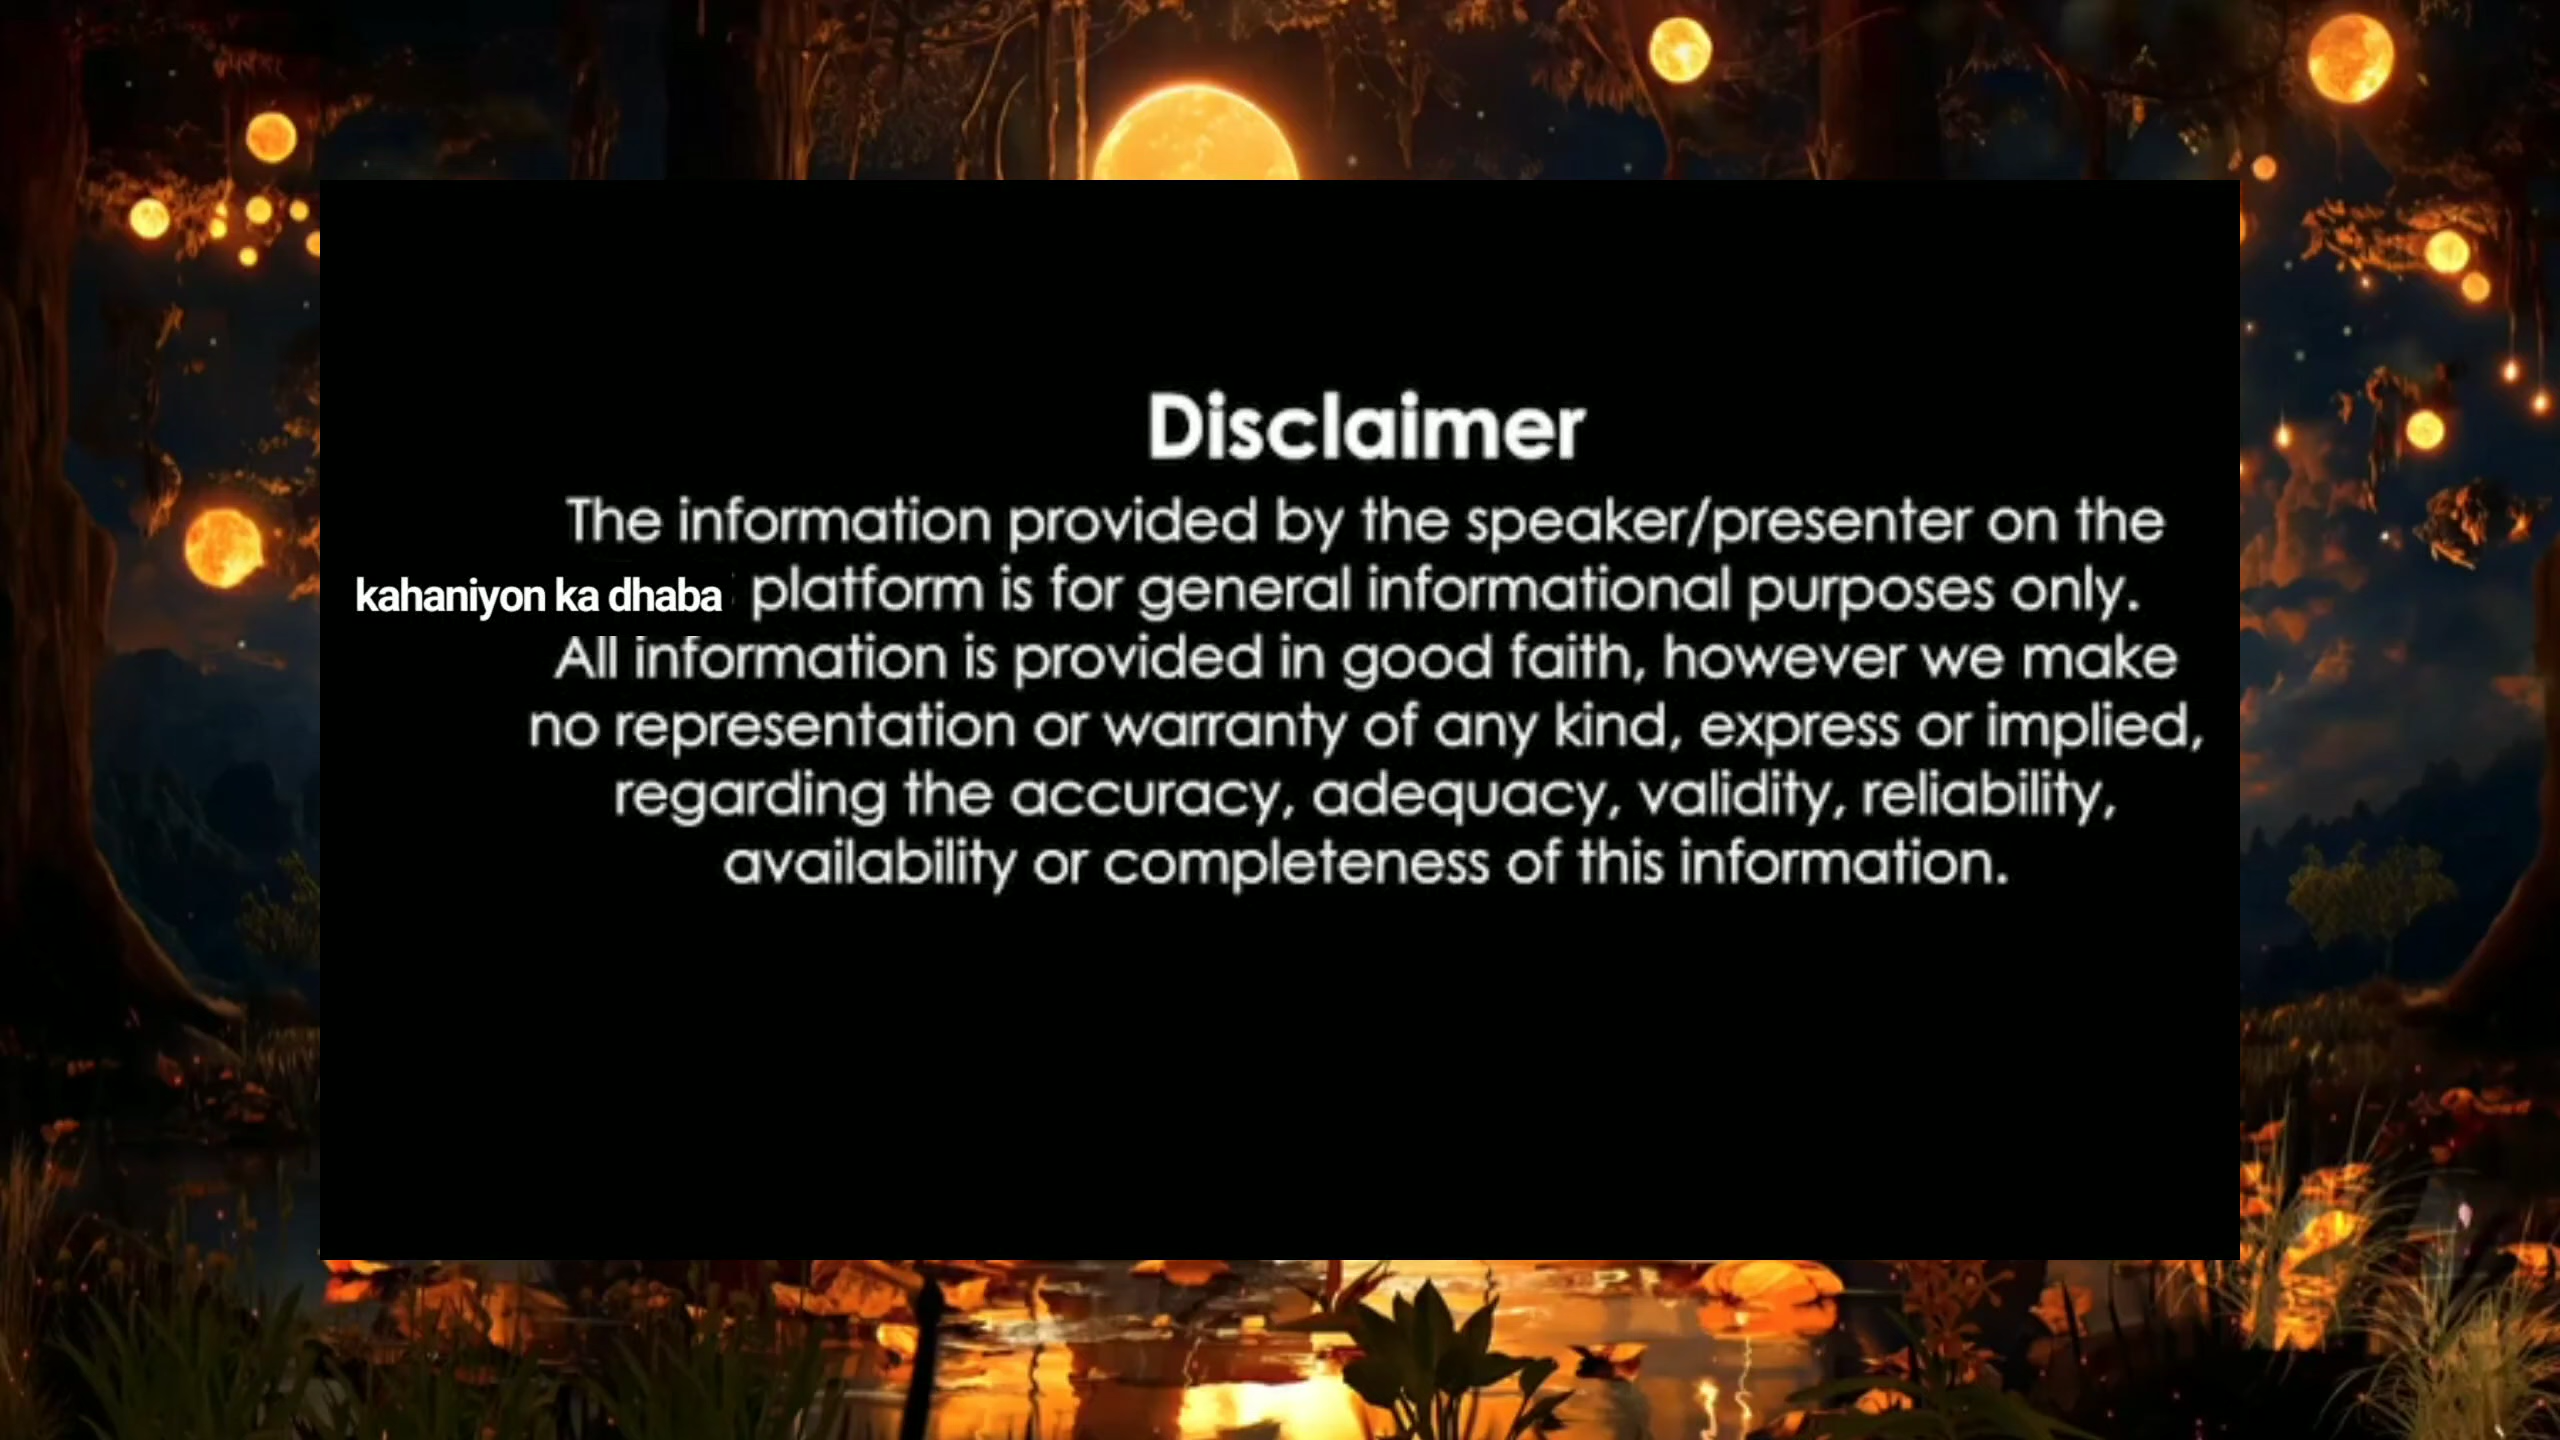 Disclaimer
The information provided by the speaker/presenter on the
kahaniyon ka dhaba platform is for general informational purposes only.
All information is provided in good faith, however we make
no representation or warranty of any kind, express or implied,
regarding the accuracy, adequacy, validity, reliability,
availability or completeness of this information.